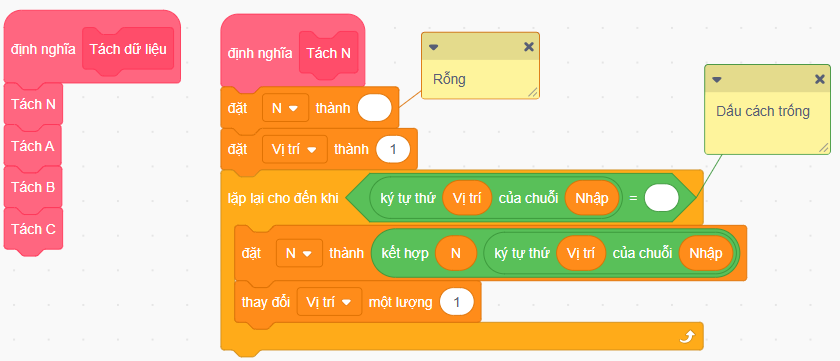 định nghĩa Tách dữ liệu
Tách N
Tách A
Tách B
Tách C
định nghĩa Tách N
đặt N thành
đặt Vị trí thành 1
lặp lại cho đến khi ký tự thứ Vị trí của chuỗi Nhập =
đặt N thành kết hợp N ký tự thứ Vị trí của chuỗi Nhập
thay đổi Vị trí một lượng 1
Rỗng
Dấu cách trống